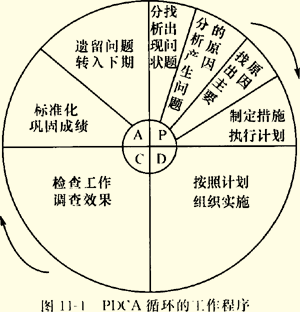 分析现状
找出问题
分析产生问题
的原因
找出主要
原因
制定措施
执行计划
按照计划
组织实施
检查工作
调查效果
标准化
巩固成绩
遗留问题
转入下期
A P
C D
图 11-1 PDCA 循环的工作程序